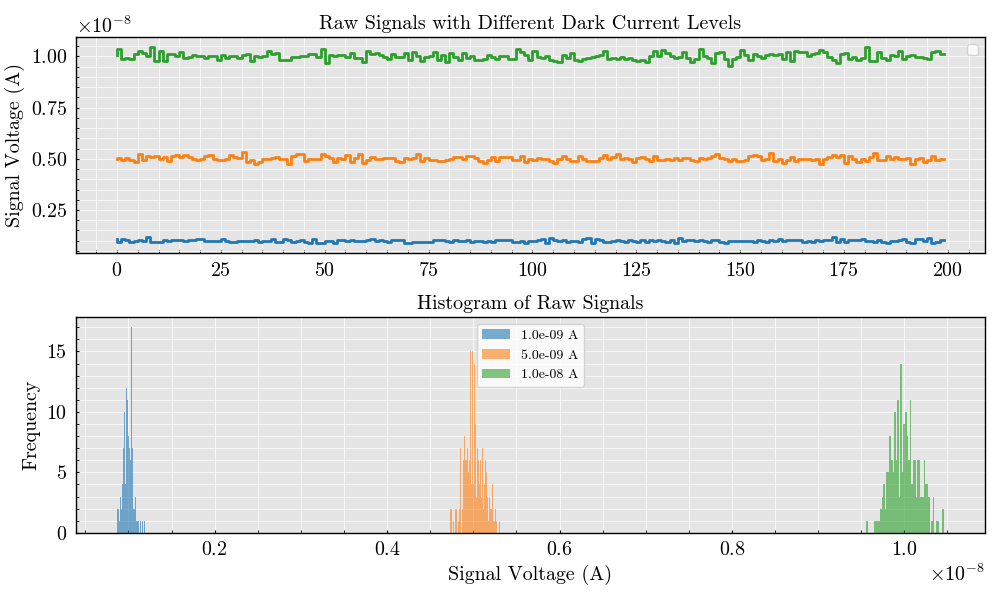 Raw Signals with Different Dark Current Levels
×10⁻⁸
Signal Voltage (A)
1.00
0.75
0.50
0.25
0 25 50 75 100 125 150 175 200
Histogram of Raw Signals
1.0e-09 A
5.0e-09 A
1.0e-08 A
Frequency
15
10
5
0
0.2 0.4 0.6 0.8 1.0
Signal Voltage (A)
×10⁻⁸